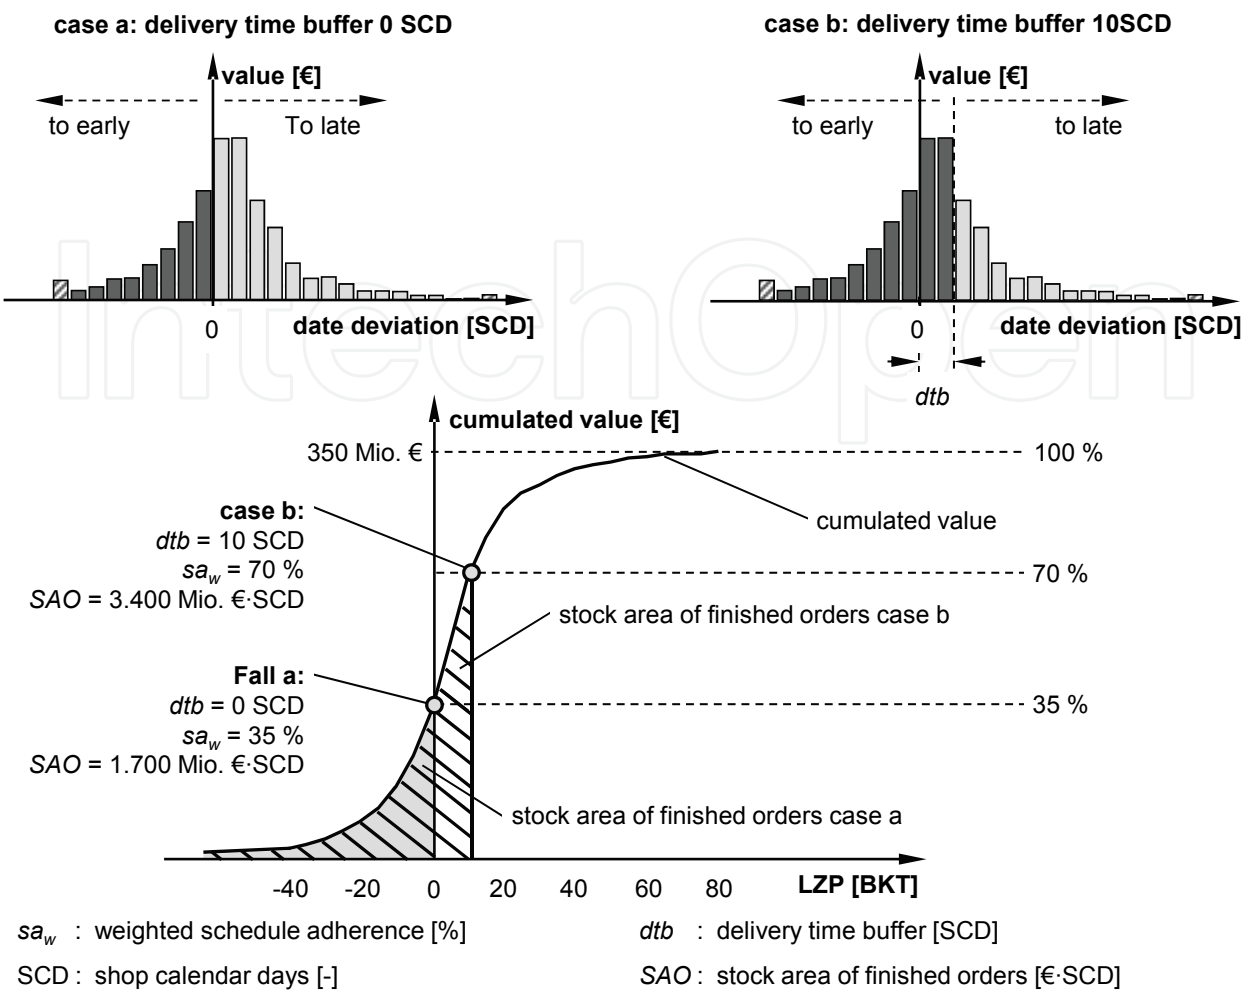 case a: delivery time buffer 0 SCD
value [€]
to early
To late
0
date deviation [SCD]
case b: delivery time buffer 10SCD
value [€]
to early
to late
0
date deviation [SCD]
dtb
IntechOpen
cumulated value [€]
350 Mio. €
100 %
case b:
dtb = 10 SCD
sa_w = 70 %
SAO = 3.400 Mio. €·SCD
cumulated value
70 %
stock area of finished orders case b
Fall a:
dtb = 0 SCD
sa_w = 35 %
SAO = 1.700 Mio. €·SCD
35 %
stock area of finished orders case a
-40 -20 0 20 40 60 80 LZP [BKT]
sa_w : weighted schedule adherence [%]
dtb : delivery time buffer [SCD]
SCD : shop calendar days [-]
SAO : stock area of finished orders [€·SCD]